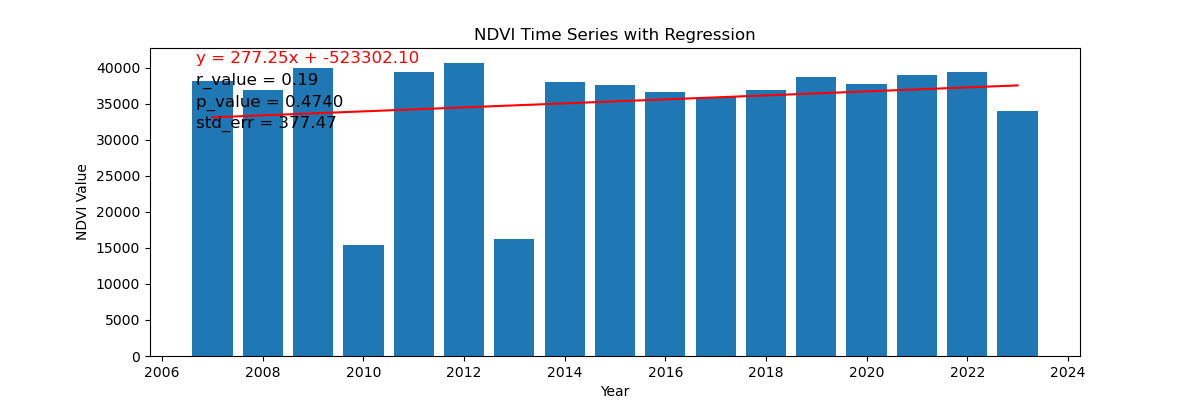 NDVI Time Series with Regression
y = 277.25x + -523302.10
r_value = 0.19
p_value = 0.4740
std_err = 377.47
NDVI Value
40000
35000
30000
25000
20000
15000
10000
5000
0
2006 2008 2010 2012 2014 2016 2018 2020 2022 2024
Year